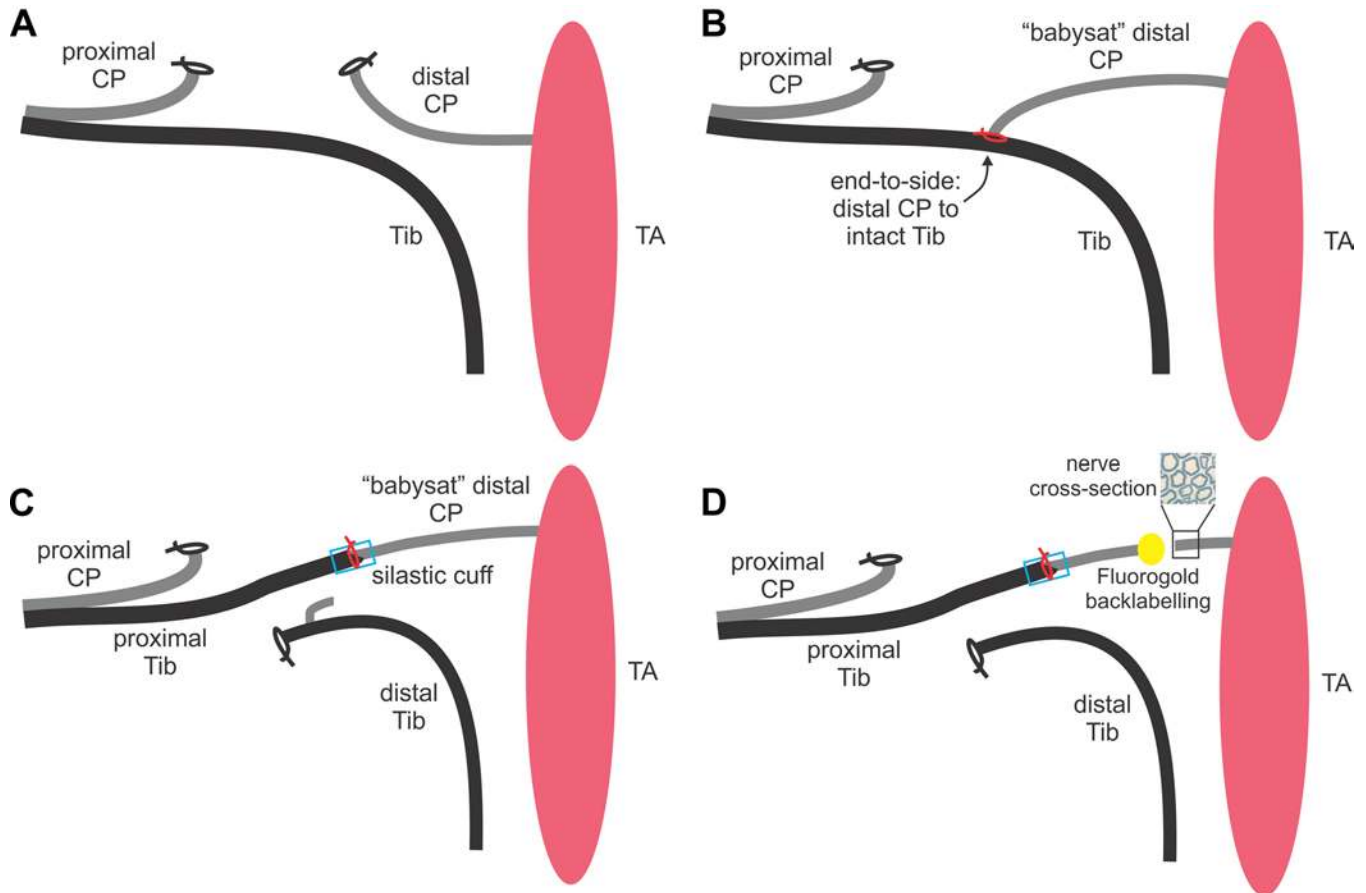 A
proximal
CP
distal
CP
Tib
TA
B
proximal
CP
“babysat” distal
CP
end-to-side:
distal CP to
intact Tib
Tib
TA
C
proximal
CP
“babysat” distal
CP
silastic cuff
proximal
Tib
distal
Tib
TA
D
proximal
CP
nerve
cross-section
Fluorogold
backlabelling
proximal
Tib
distal
Tib
TA